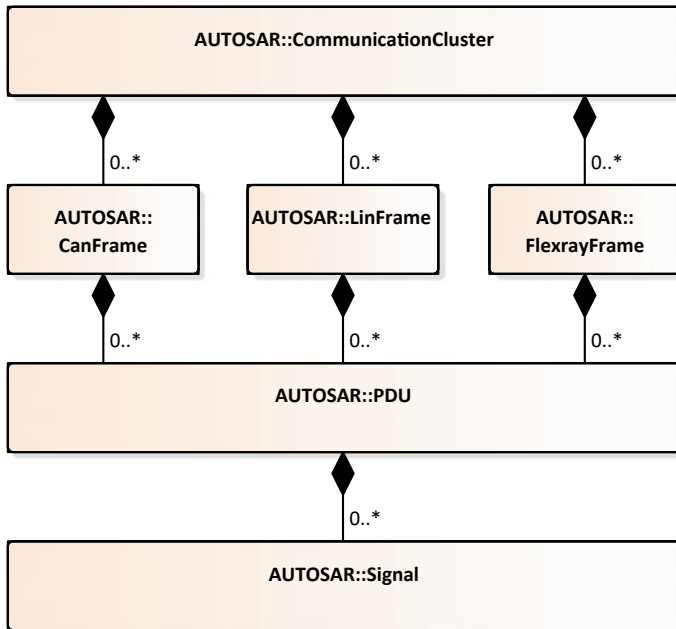 AUTOSAR::CommunicationCluster
0..* 0..* 0..*
AUTOSAR::
CanFrame
AUTOSAR::LinFrame
AUTOSAR::
FlexrayFrame
0..* 0..* 0..*
AUTOSAR::PDU
0..*
AUTOSAR::Signal